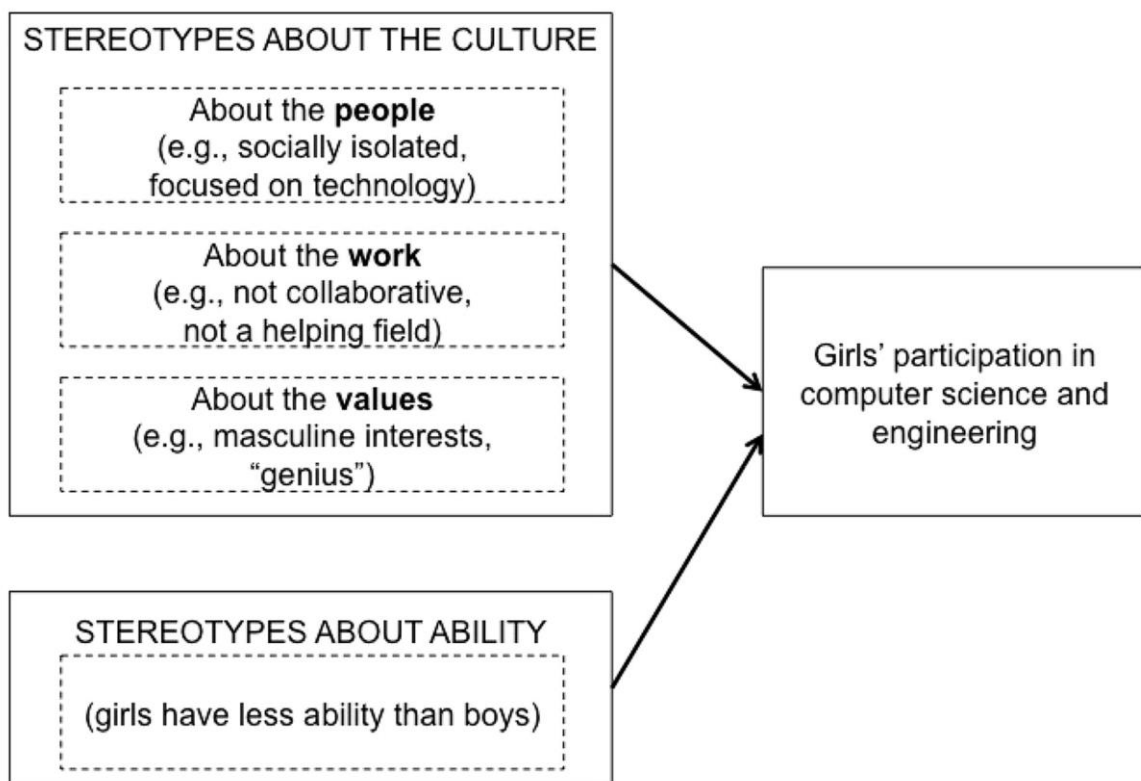 STEREOTYPES ABOUT THE CULTURE
About the people
(e.g., socially isolated,
focused on technology)
About the work
(e.g., not collaborative,
not a helping field)
About the values
(e.g., masculine interests,
“genius”)
Girls’ participation in
computer science and
engineering
STEREOTYPES ABOUT ABILITY
(girls have less ability than boys)